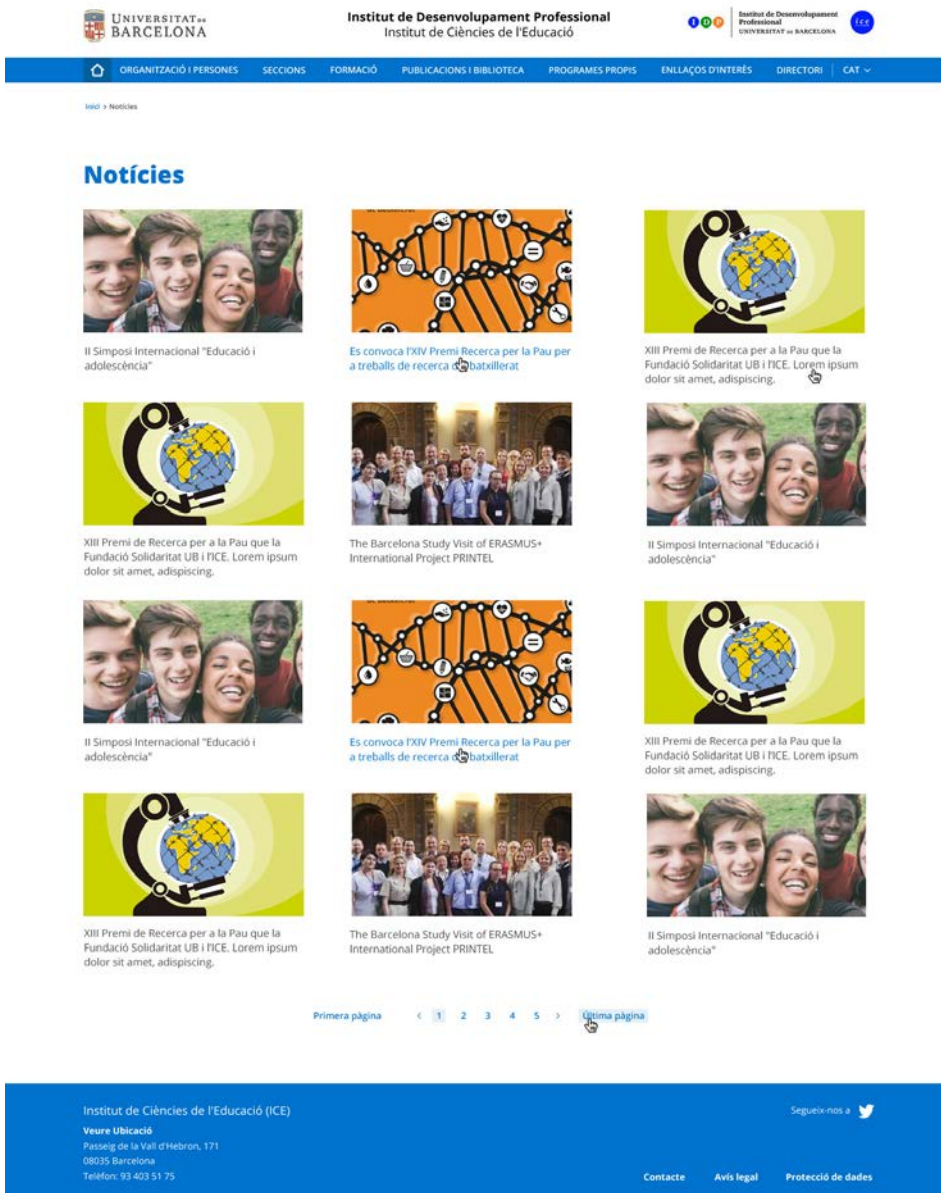 UNIVERSITAT DE
BARCELONA
Institut de Desenvolupament Professional
Institut de Ciències de l'Educació
IDP
Institut de Desenvolupament
Professional
UNIVERSITAT DE BARCELONA
ice
ORGANITZACIÓ I PERSONES SECCIONS FORMACIÓ PUBLICACIONS I BIBLIOTECA PROGRAMES PROPIS ENLLAÇOS D'INTERÈS DIRECTORI CAT
Inici > Notícies
Notícies
II Simposi Internacional "Educació i
adolescència"
Es convoca l'XIV Premi Recerca per la Pau per
a treballs de recerca de batxillerat
XIII Premi de Recerca per a la Pau que la
Fundació Solidaritat UB i l'ICE. Lorem ipsum
dolor sit amet, adispiscing.
XIII Premi de Recerca per a la Pau que la
Fundació Solidaritat UB i l'ICE. Lorem ipsum
dolor sit amet, adispiscing.
The Barcelona Study Visit of ERASMUS+
International Project PRINTEL
II Simposi Internacional "Educació i
adolescència"
II Simposi Internacional "Educació i
adolescència"
Es convoca l'XIV Premi Recerca per la Pau per
a treballs de recerca de batxillerat
XIII Premi de Recerca per a la Pau que la
Fundació Solidaritat UB i l'ICE. Lorem ipsum
dolor sit amet, adispiscing.
XIII Premi de Recerca per a la Pau que la
Fundació Solidaritat UB i l'ICE. Lorem ipsum
dolor sit amet, adispiscing.
The Barcelona Study Visit of ERASMUS+
International Project PRINTEL
II Simposi Internacional "Educació i
adolescència"
Primera pàgina < 1 2 3 4 5 > Última pàgina
Institut de Ciències de l'Educació (ICE)
Segueix-nos a
Veure Ubicació
Passeig de la Vall d'Hebron, 171
08035 Barcelona
Telèfon: 93 403 51 75
Contacte Avís legal Protecció de dades